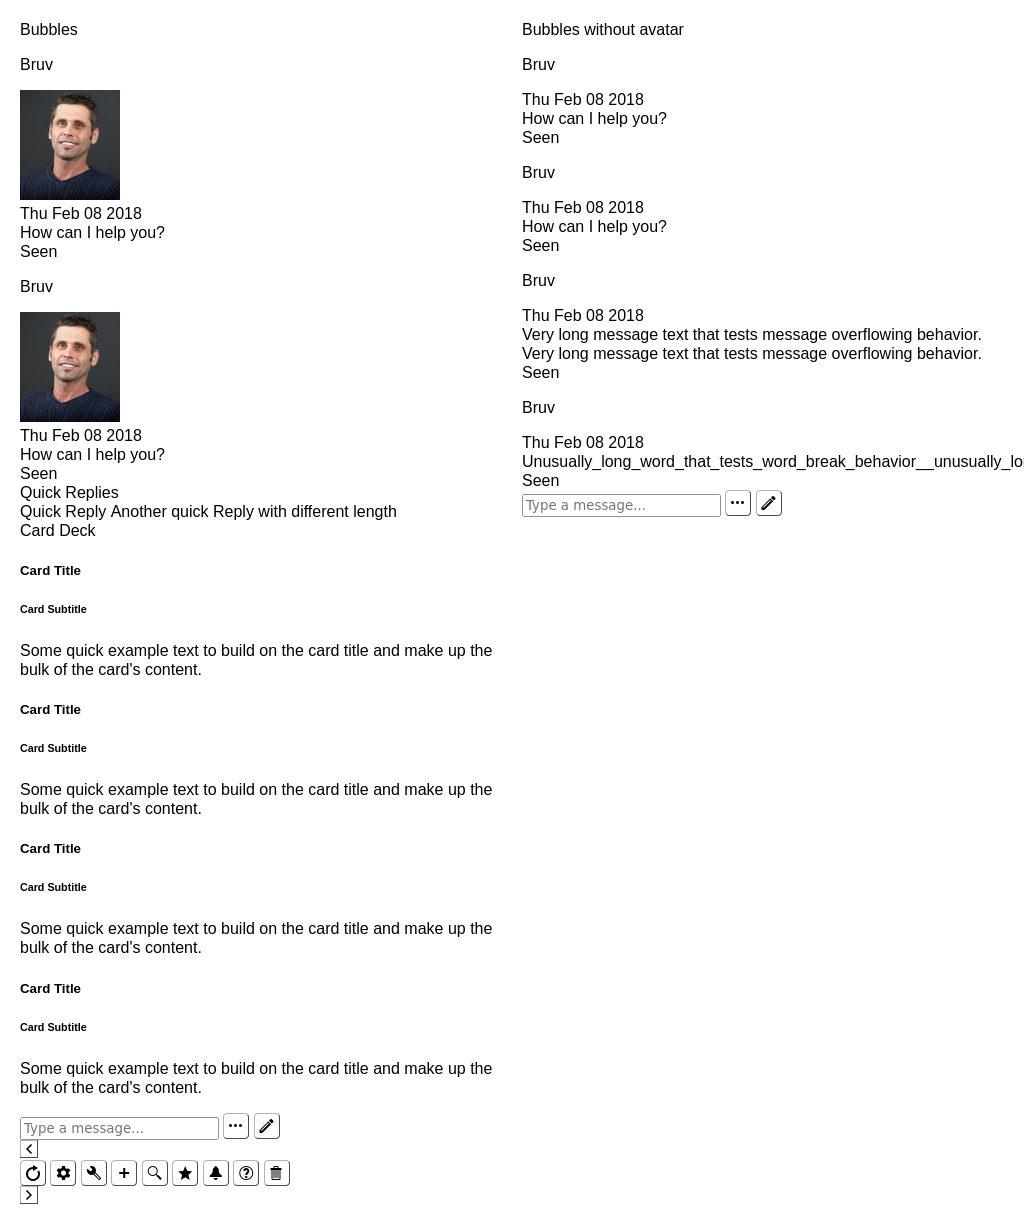 Bubbles
Bruv
Thu Feb 08 2018
How can I help you?
Seen
Bruv
Thu Feb 08 2018
How can I help you?
Seen
Quick Replies
Quick Reply Another quick Reply with different length
Card Deck
Card Title
Card Subtitle
Some quick example text to build on the card title and make up the
bulk of the card's content.
Card Title
Card Subtitle
Some quick example text to build on the card title and make up the
bulk of the card's content.
Card Title
Card Subtitle
Some quick example text to build on the card title and make up the
bulk of the card's content.
Card Title
Card Subtitle
Some quick example text to build on the card title and make up the
bulk of the card's content.
Type a message...
Bubbles without avatar
Bruv
Thu Feb 08 2018
How can I help you?
Seen
Bruv
Thu Feb 08 2018
How can I help you?
Seen
Bruv
Thu Feb 08 2018
Very long message text that tests message overflowing behavior.
Very long message text that tests message overflowing behavior.
Seen
Bruv
Thu Feb 08 2018
Unusually_long_word_that_tests_word_break_behavior__unusually_lo
Seen
Type a message...